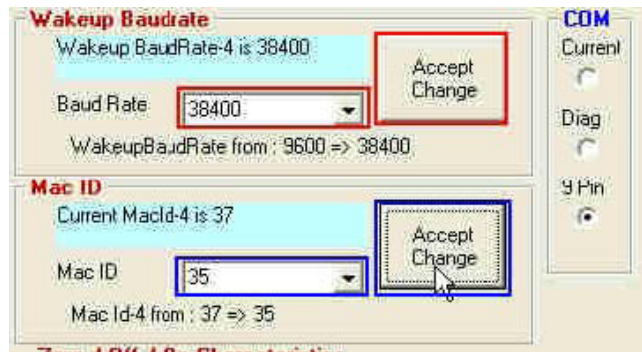 Wakeup Baudrate
Wakeup BaudRate-4 is 38400
Accept Change
Baud Rate
38400
WakeupBaudRate from : 9600 => 38400
Mac ID
Current MacId-4 is 37
Accept Change
Mac ID
35
Mac Id-4 from : 37 => 35
COM
Current
Diag
9 Pin